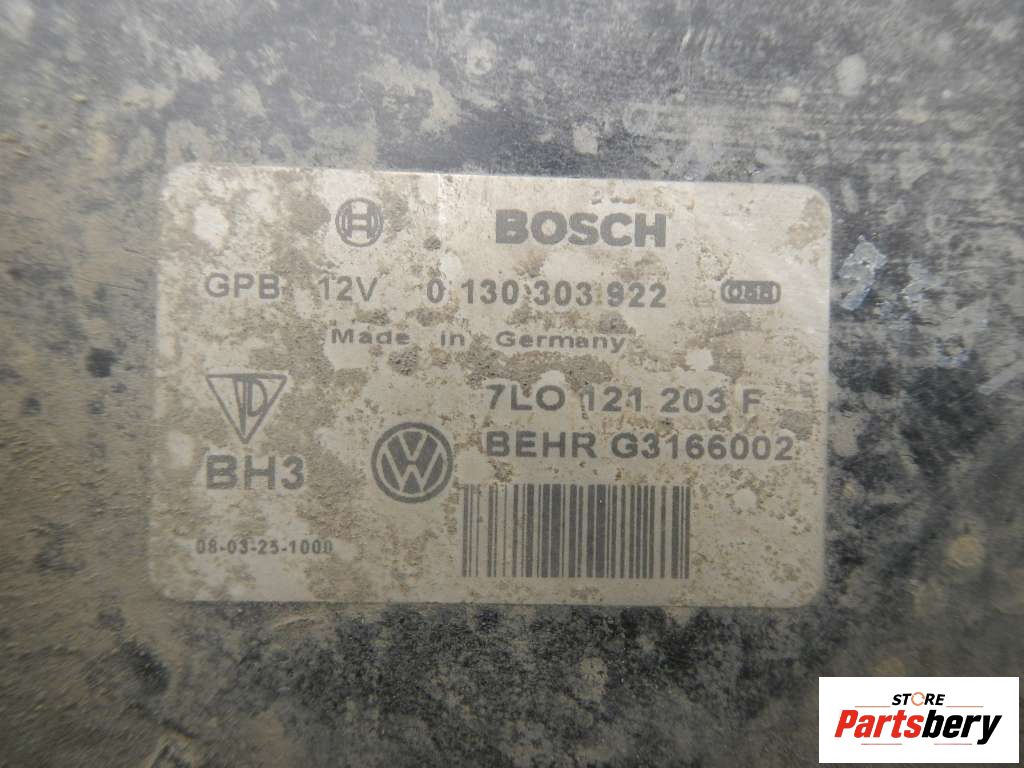 BOSCH
GPB 12V 0 130 303 922
Made in Germany
7LO 121 203 F
BEHR G3166002
BH3
08-03-25-1000
STORE
Partsbery